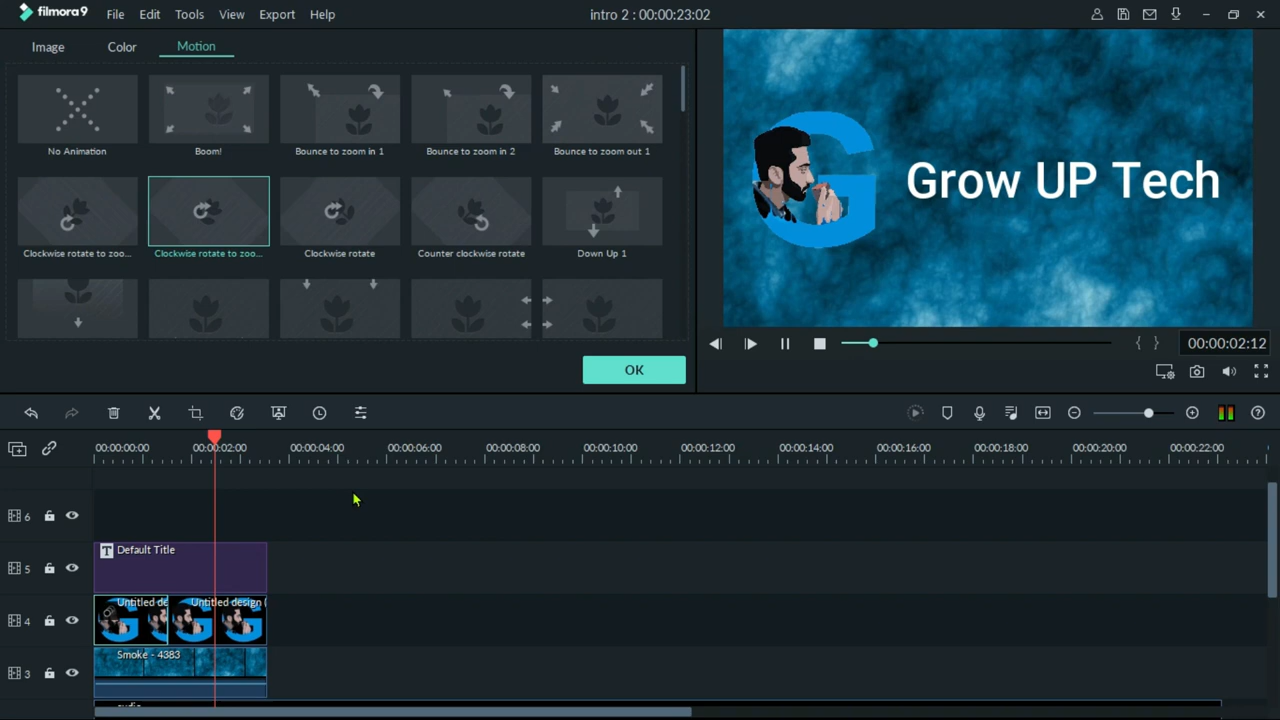 filmora9 File Edit Tools View Export Help intro 2 : 00:00:23:02
Image Color Motion
No Animation Boom! Bounce to zoom in 1 Bounce to zoom in 2 Bounce to zoom out 1
Clockwise rotate to zoo... Clockwise rotate to zoo... Clockwise rotate Counter clockwise rotate Down Up 1
OK
G Grow UP Tech
{ } 00:00:02:12
00:00:00:00 00:00:02:00 00:00:04:00 00:00:06:00 00:00:08:00 00:00:10:00 00:00:12:00 00:00:14:00 00:00:16:00 00:00:18:00 00:00:20:00 00:00:22:00
6
5 T Default Title
4 Untitled de Untitled design (
3 Smoke - 4383